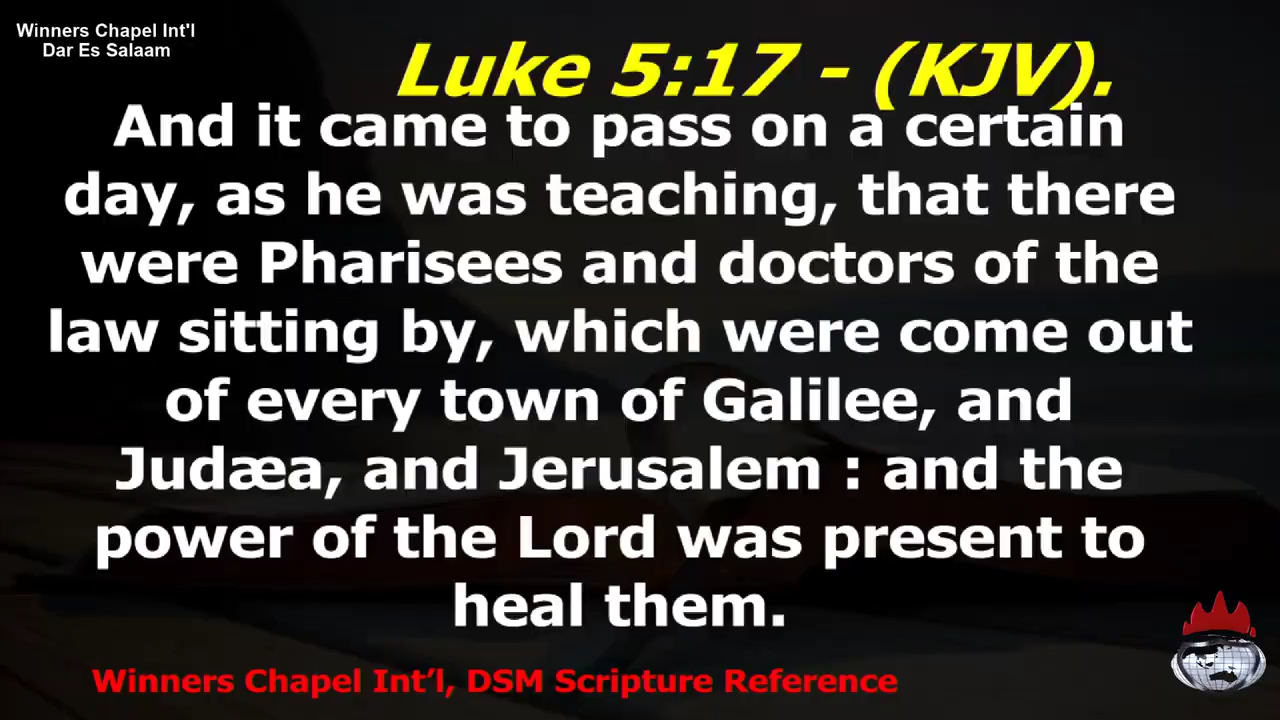 Winners Chapel Int'l
Dar Es Salaam
Luke 5:17 - (KJV).
And it came to pass on a certain
day, as he was teaching, that there
were Pharisees and doctors of the
law sitting by, which were come out
of every town of Galilee, and
Judæa, and Jerusalem : and the
power of the Lord was present to
heal them.
Winners Chapel Int’l, DSM Scripture Reference